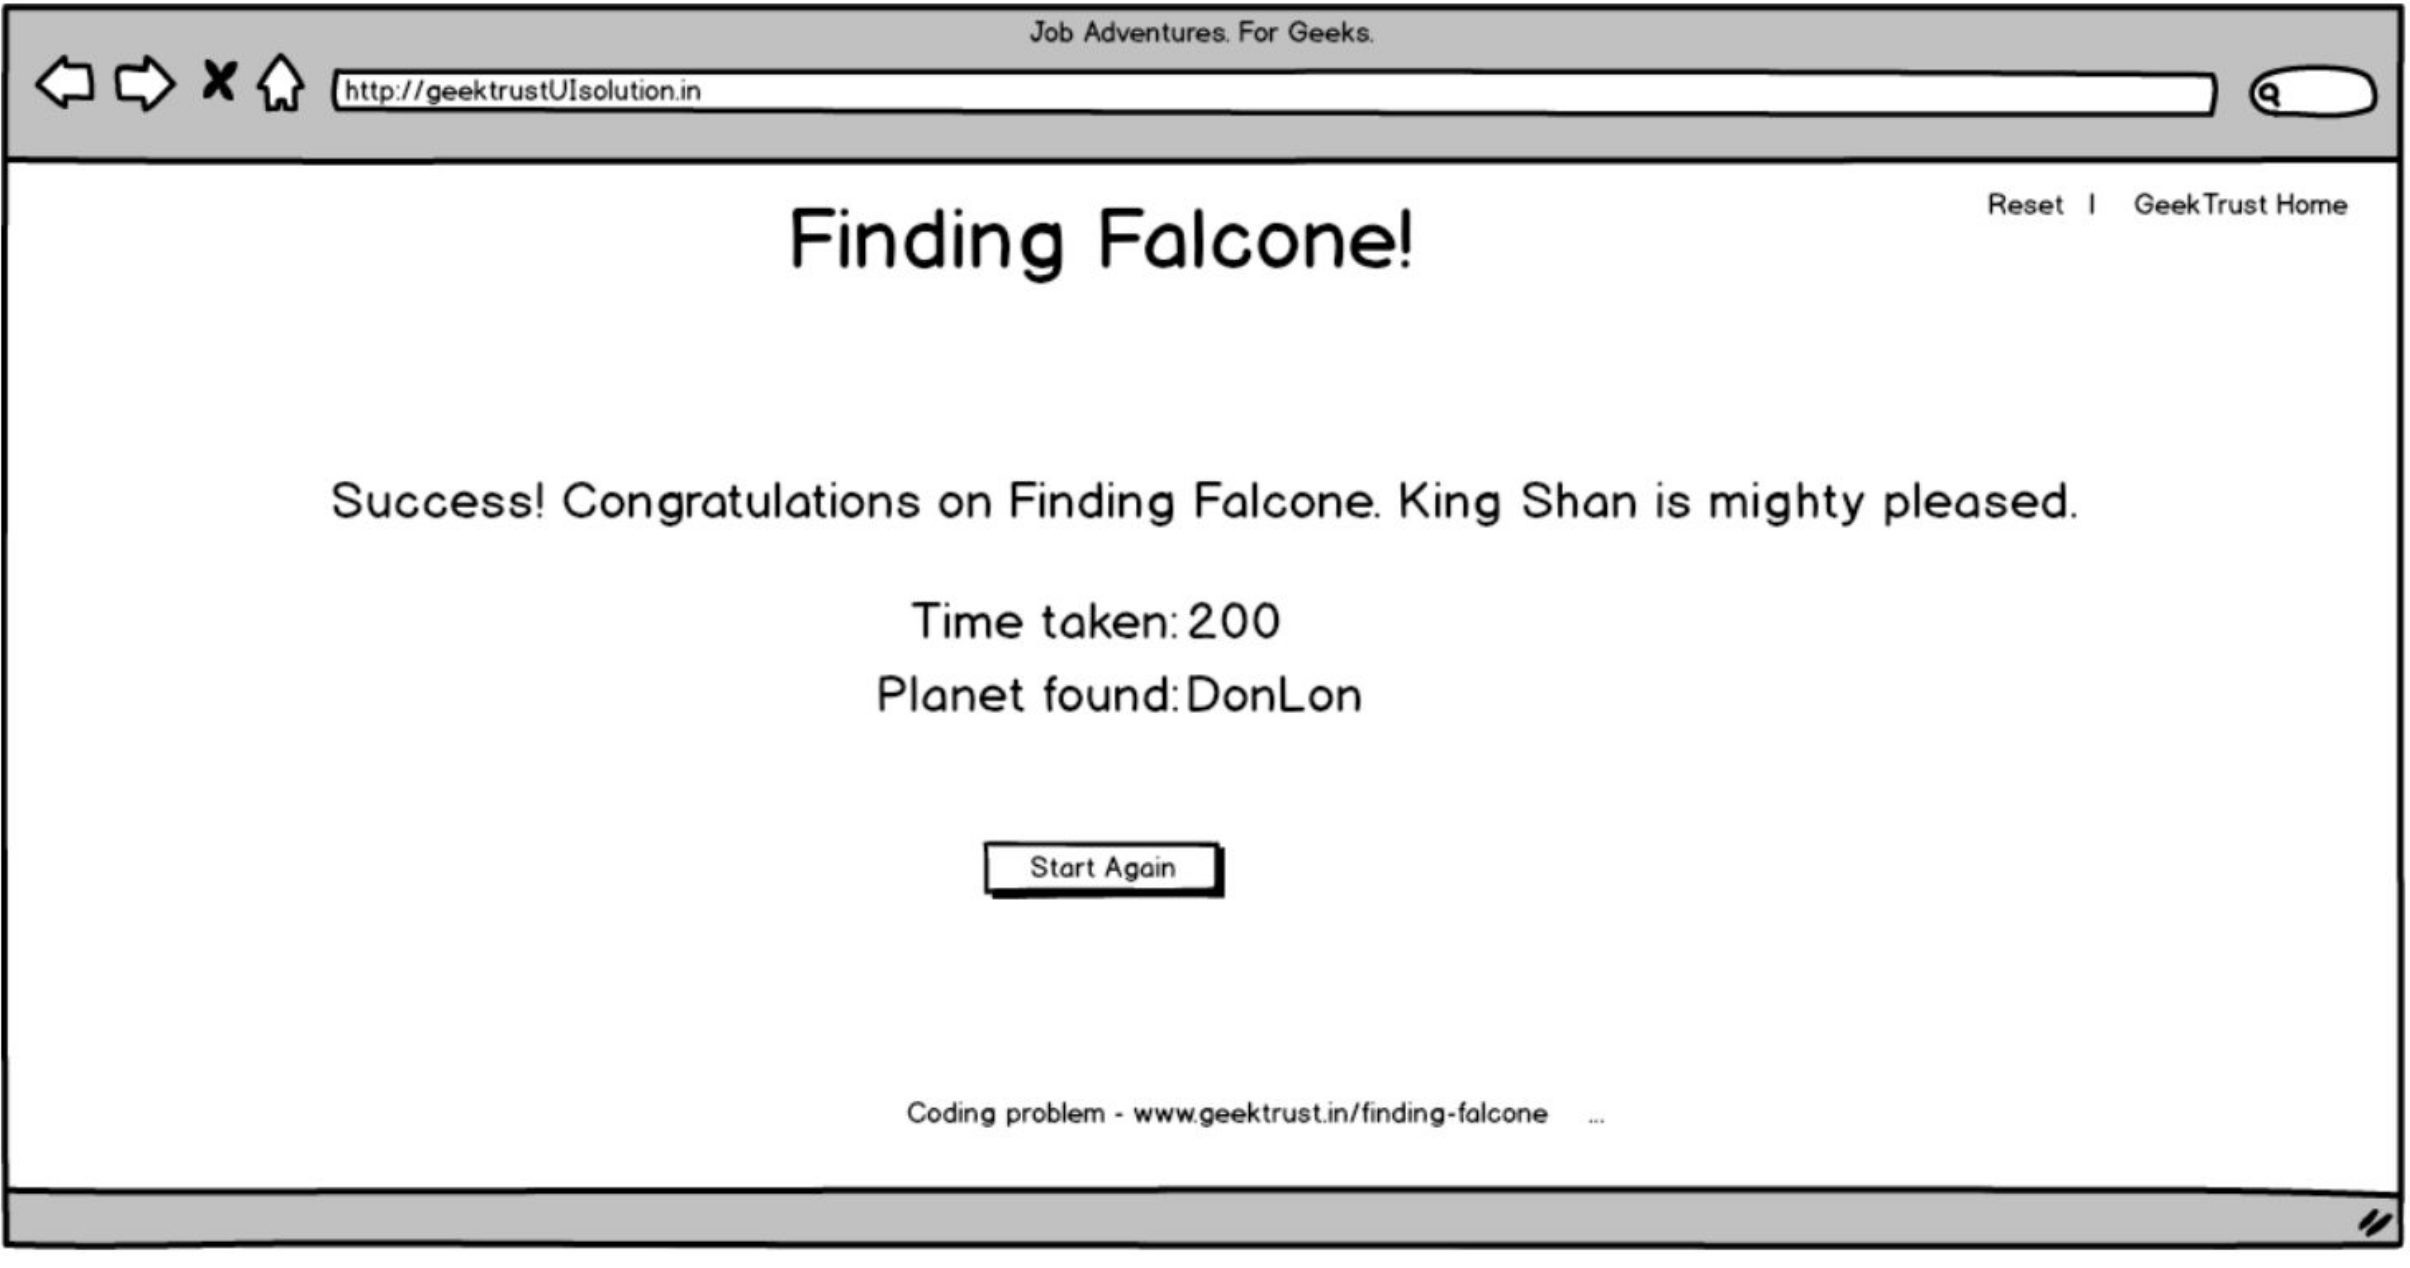 Job Adventures. For Geeks.
http://geektrustUIsolution.in
Reset | GeekTrust Home
Finding Falcone!
Success! Congratulations on Finding Falcone. King Shan is mighty pleased.
Time taken: 200
Planet found: DonLon
Start Again
Coding problem - www.geektrust.in/finding-falcone ...